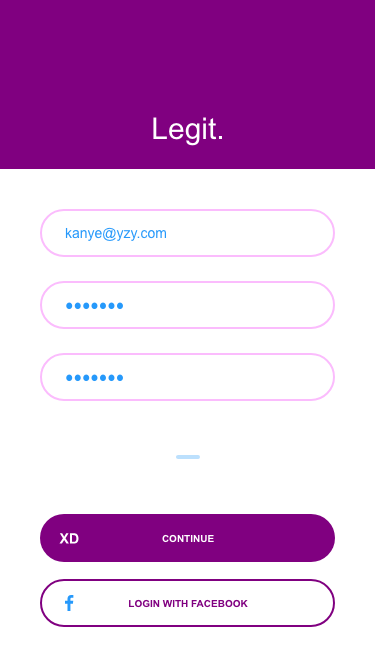 Legit.
kanye@yzy.com
•••••••
•••••••
XD CONTINUE
LOGIN WITH FACEBOOK